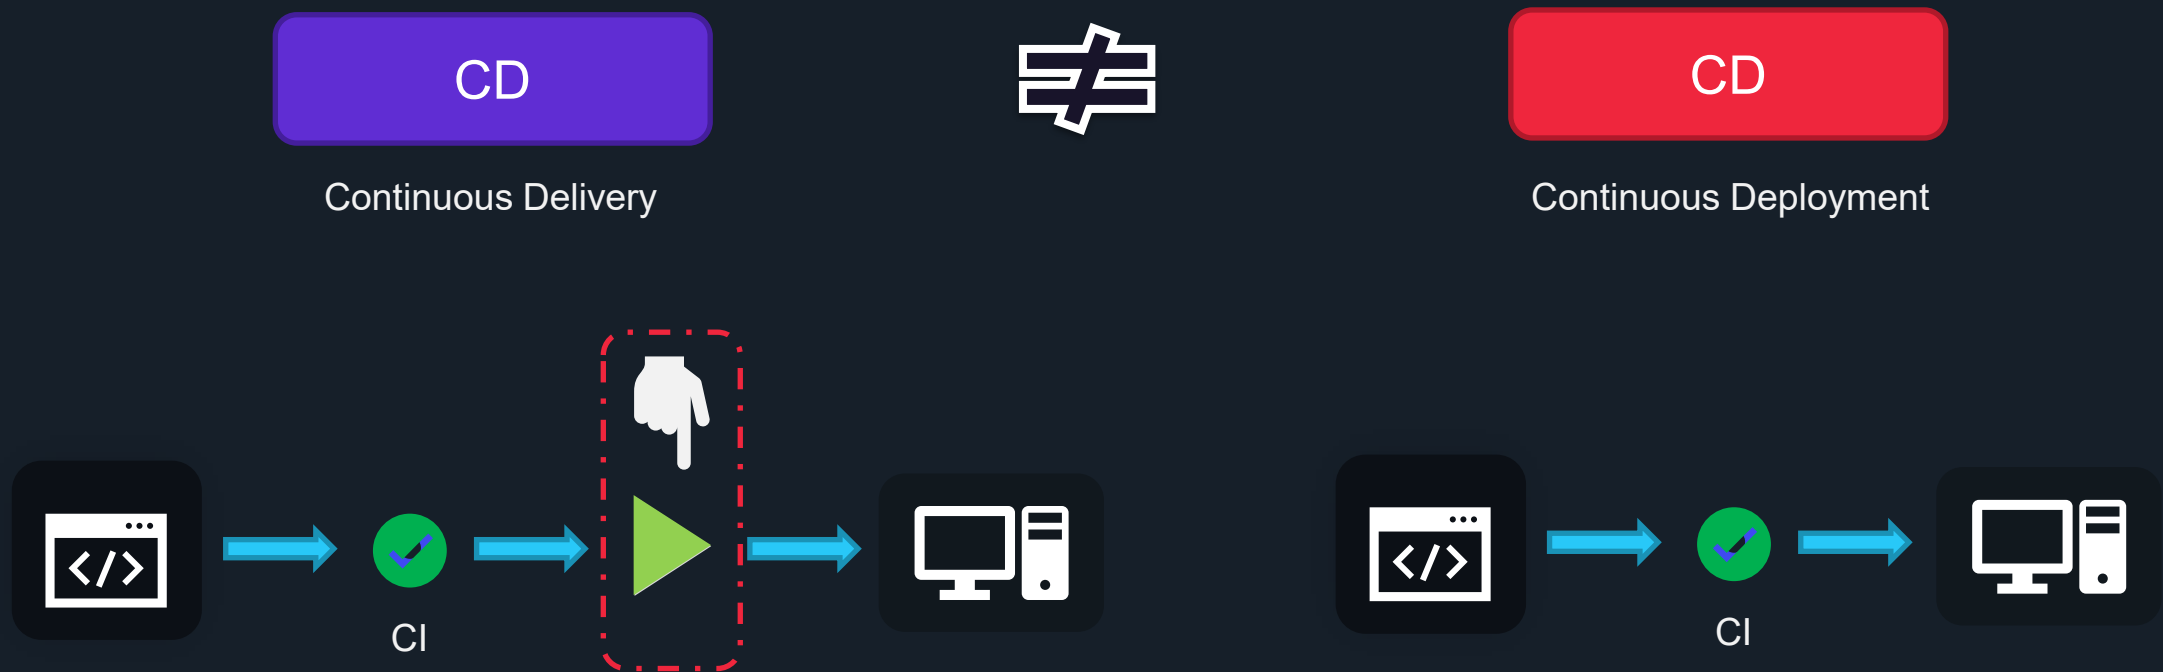 CD
≠
CD
Continuous Delivery
Continuous Deployment
</>
CI
</>
CI